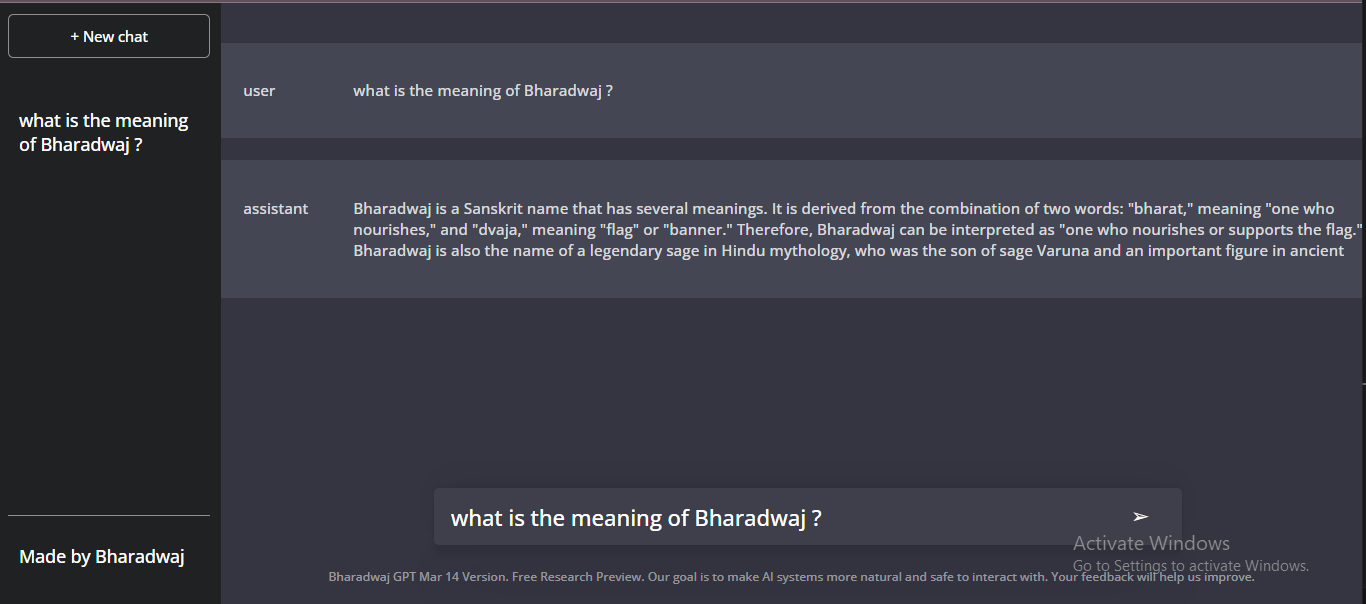 + New chat
what is the meaning
of Bharadwaj ?
Made by Bharadwaj
user
what is the meaning of Bharadwaj ?
assistant
Bharadwaj is a Sanskrit name that has several meanings. It is derived from the combination of two words: "bharat," meaning "one who
nourishes," and "dvaja," meaning "flag" or "banner." Therefore, Bharadwaj can be interpreted as "one who nourishes or supports the flag."
Bharadwaj is also the name of a legendary sage in Hindu mythology, who was the son of sage Varuna and an important figure in ancient
what is the meaning of Bharadwaj ?
➢
Activate Windows
Go to Settings to activate Windows.
Bharadwaj GPT Mar 14 Version. Free Research Preview. Our goal is to make AI systems more natural and safe to interact with. Your feedback will help us improve.